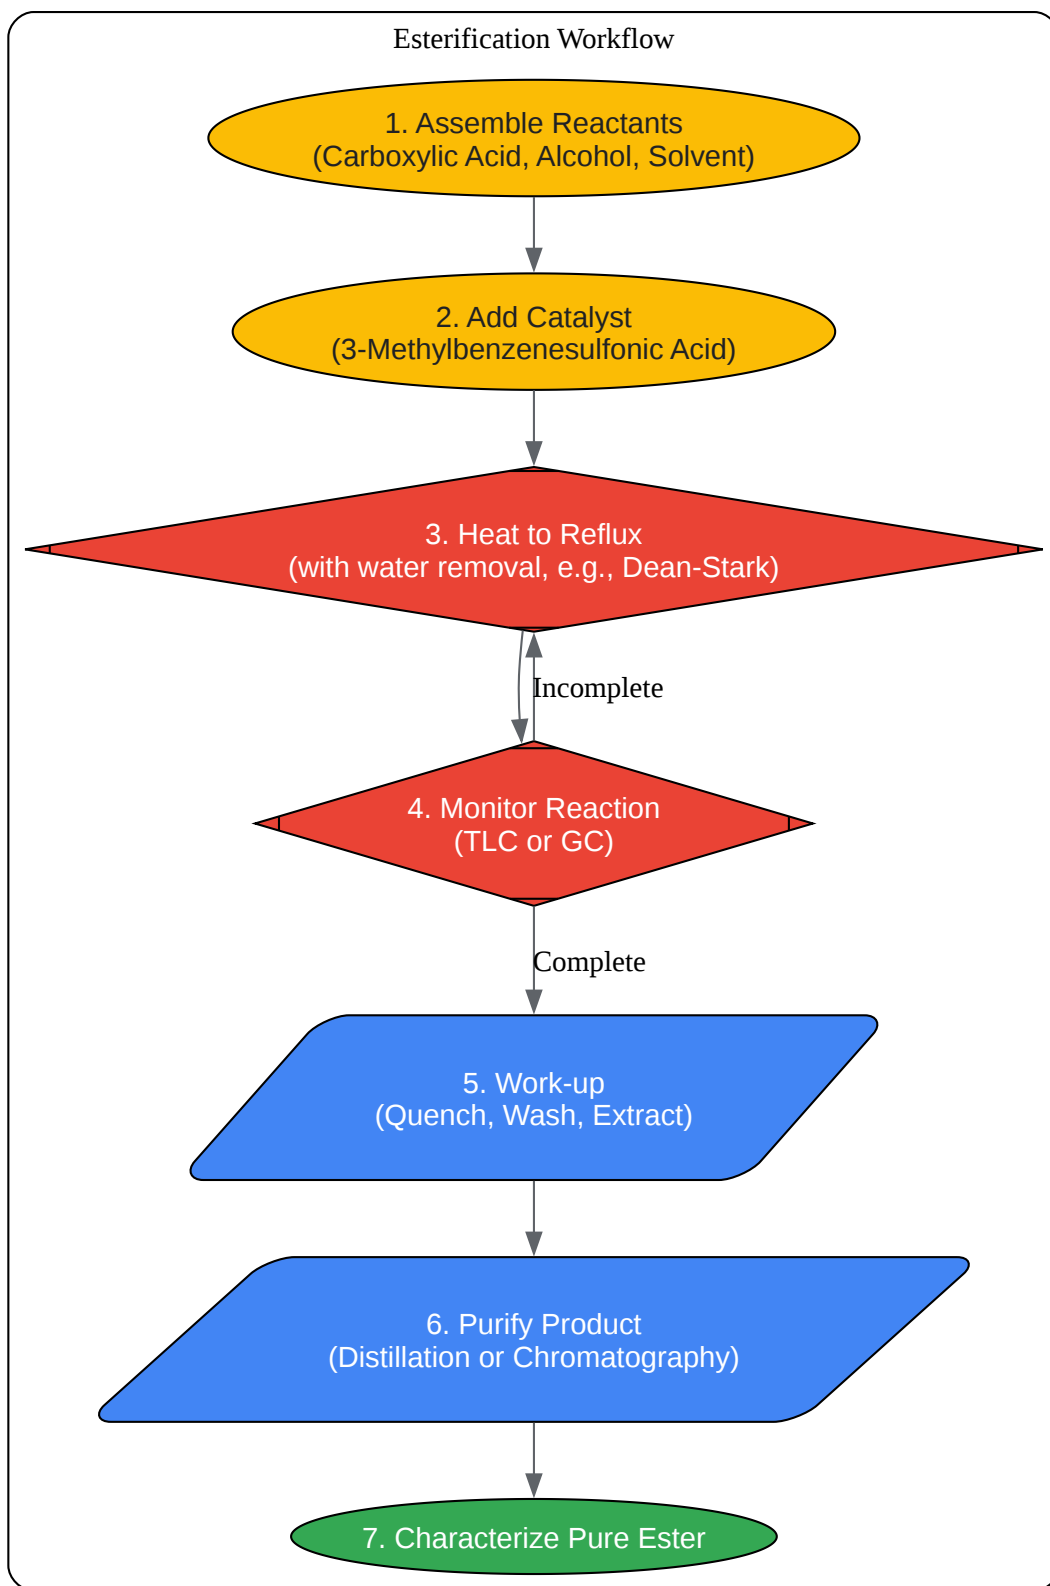 Esterification Workflow
1. Assemble Reactants
(Carboxylic Acid, Alcohol, Solvent)
2. Add Catalyst
(3-Methylbenzenesulfonic Acid)
3. Heat to Reflux
(with water removal, e.g., Dean-Stark)
Incomplete
4. Monitor Reaction
(TLC or GC)
Complete
5. Work-up
(Quench, Wash, Extract)
6. Purify Product
(Distillation or Chromatography)
7. Characterize Pure Ester